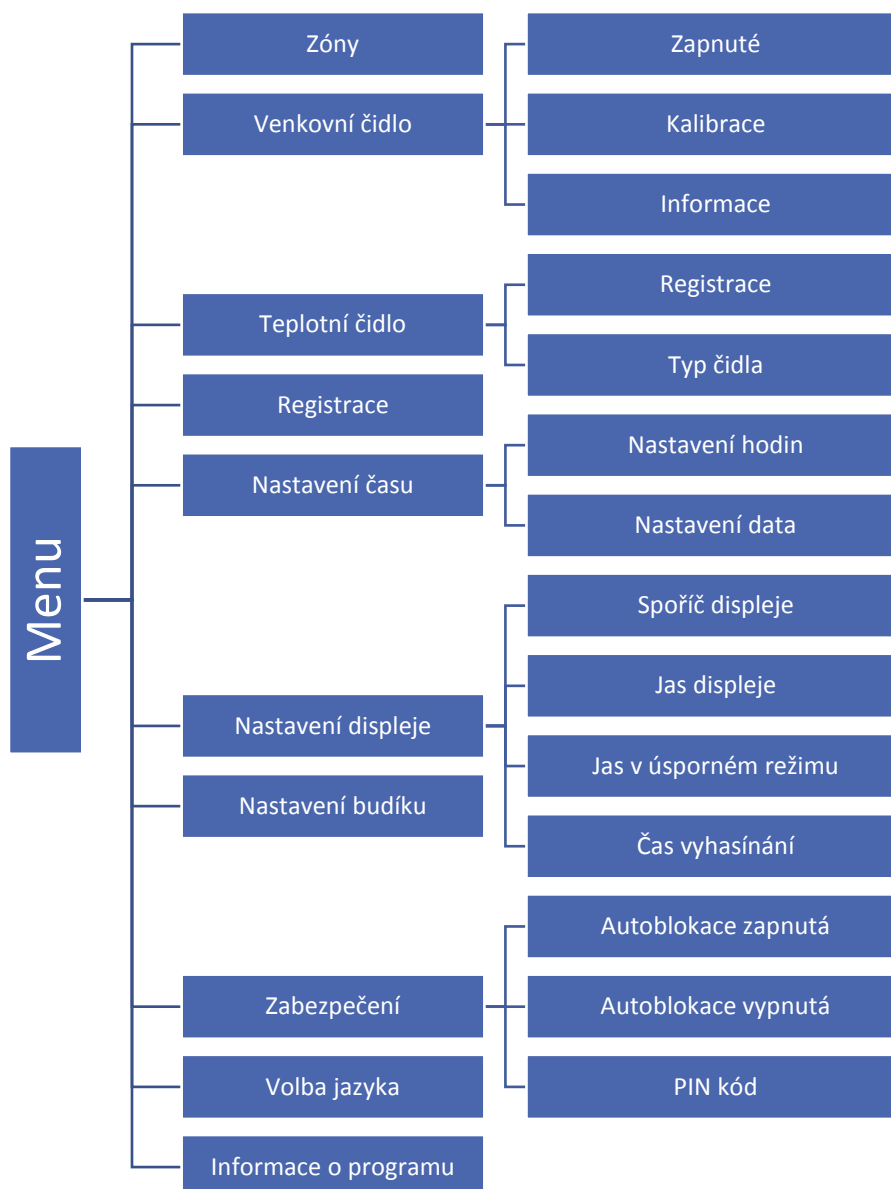 Menu
Zóny
Venkovní čidlo
Zapnuté
Kalibrace
Informace
Teplotní čidlo
Registrace
Typ čidla
Registrace
Nastavení času
Nastavení hodin
Nastavení data
Nastavení displeje
Spořič displeje
Jas displeje
Jas v úsporném režimu
Čas vyhasínání
Nastavení budíku
Zabezpečení
Autoblokace zapnutá
Autoblokace vypnutá
PIN kód
Volba jazyka
Informace o programu